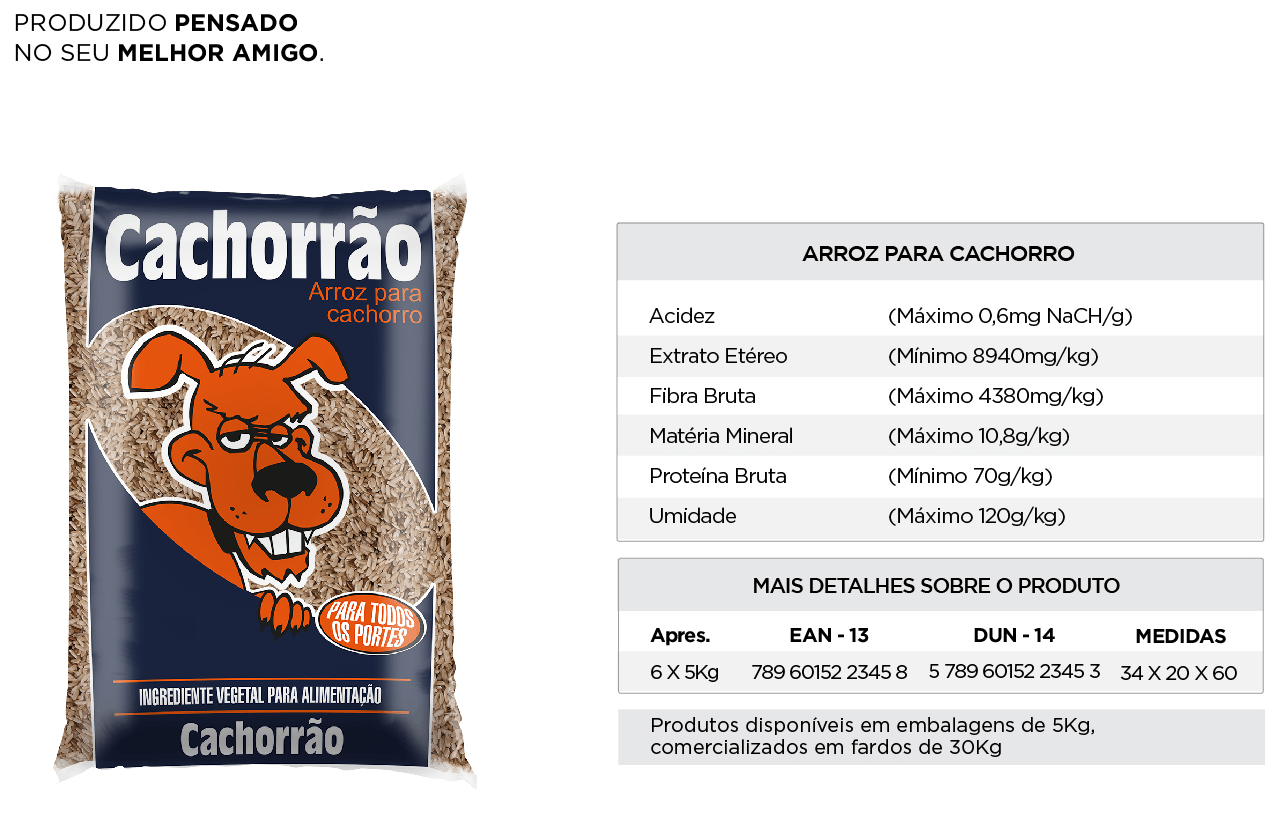 PRODUZIDO PENSADO
NO SEU MELHOR AMIGO.
Cachorrão
Arroz para
cachorro
PARA TODOS
OS PORTES
INGREDIENTE VEGETAL PARA ALIMENTAÇÃO
Cachorrão
ARROZ PARA CACHORRO
Acidez (Máximo 0,6mg NaCH/g)
Extrato Etéreo (Mínimo 8940mg/kg)
Fibra Bruta (Máximo 4380mg/kg)
Matéria Mineral (Máximo 10,8g/kg)
Proteína Bruta (Mínimo 70g/kg)
Umidade (Máximo 120g/kg)
MAIS DETALHES SOBRE O PRODUTO
Apres. EAN - 13 DUN - 14 MEDIDAS
6 X 5Kg 789 60152 2345 8 5 789 60152 2345 3 34 X 20 X 60
Produtos disponíveis em embalagens de 5Kg,
comercializados em fardos de 30Kg